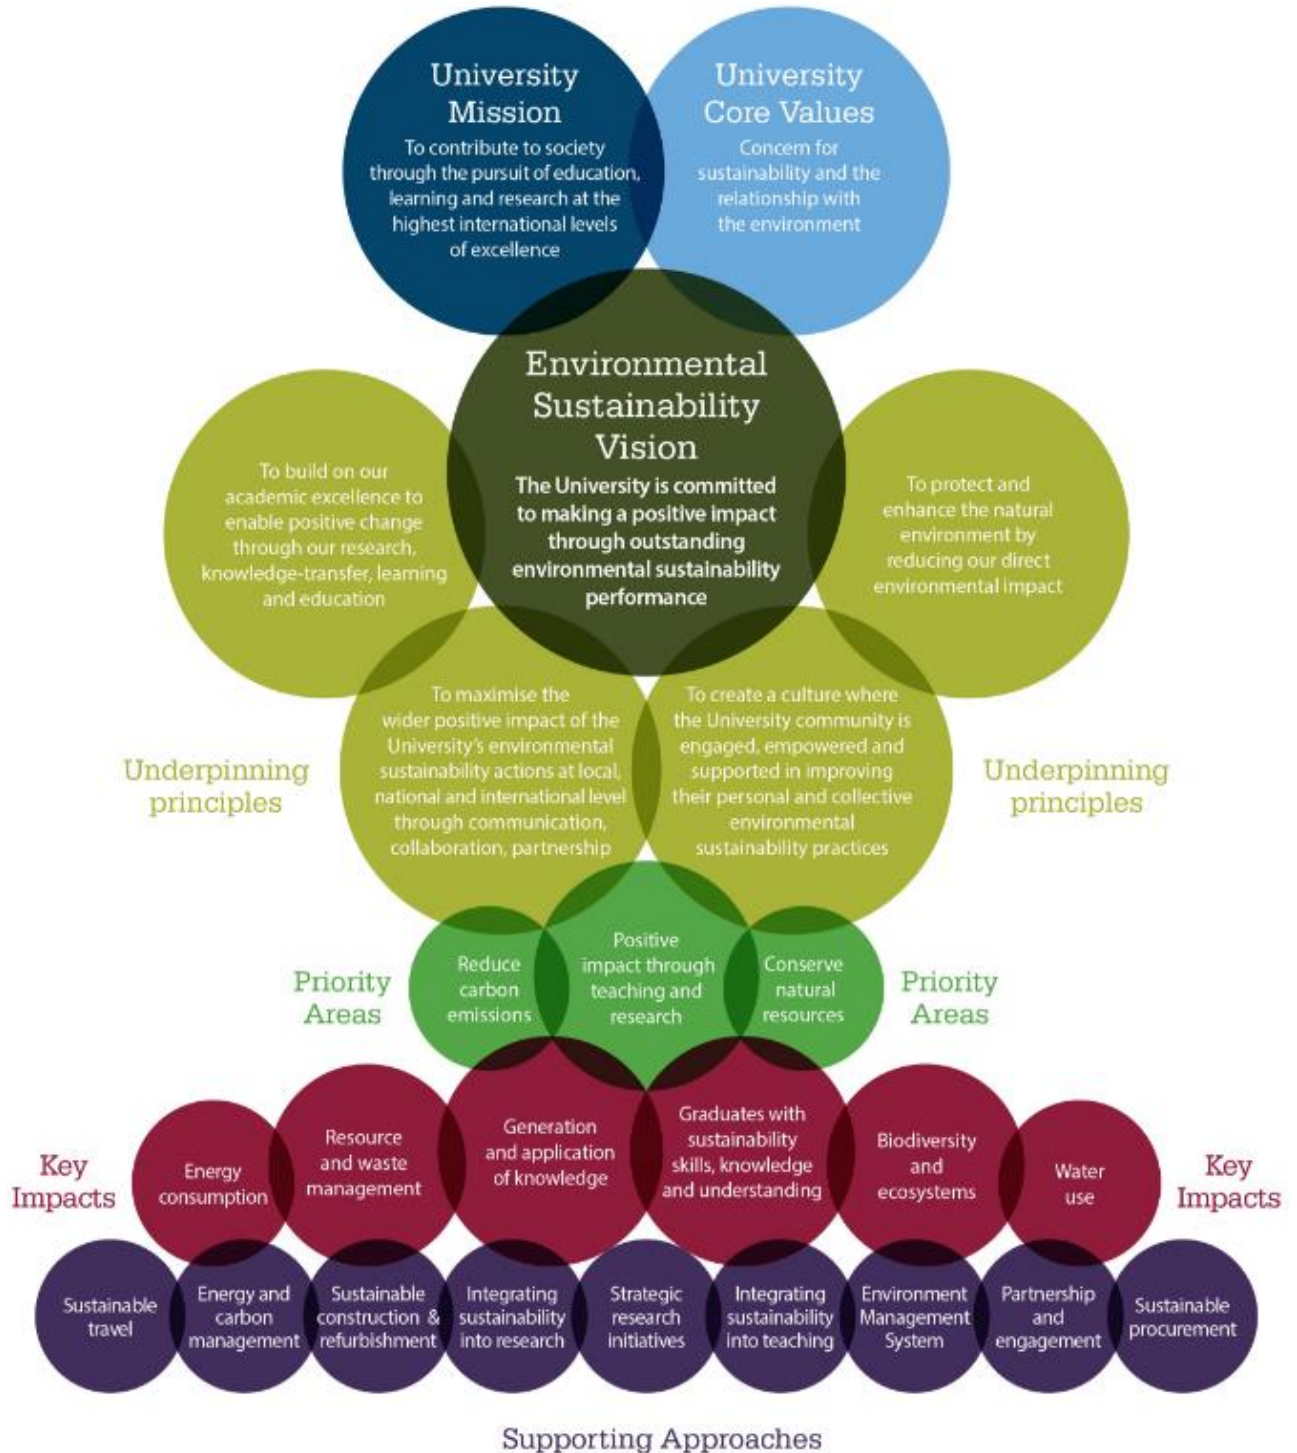 University
Mission
To contribute to society
through the pursuit of education,
learning and research at the
highest international levels
of excellence
University
Core Values
Concern for
sustainability and the
relationship with
the environment
Environmental
Sustainability
Vision
The University is committed
to making a positive impact
through outstanding
environmental sustainability
performance
To build on our
academic excellence to
enable positive change
through our research,
knowledge-transfer, learning
and education
To protect and
enhance the natural
environment by
reducing our direct
environmental impact
Underpinning
principles
To maximise the
wider positive impact of the
University's environmental
sustainability actions at local,
national and international level
through communication,
collaboration, partnership
To create a culture where
the University community is
engaged, empowered and
supported in improving
their personal and collective
environmental
sustainability practices
Underpinning
principles
Priority
Areas
Reduce
carbon
emissions
Positive
impact through
teaching and
research
Conserve
natural
resources
Priority
Areas
Key
Impacts
Energy
consumption
Resource
and waste
management
Generation
and application
of knowledge
Graduates with
sustainability
skills, knowledge
and understanding
Biodiversity
and
ecosystems
Water
use
Key
Impacts
Sustainable
travel
Energy and
carbon
management
Sustainable
construction &
refurbishment
Integrating
sustainability
into research
Strategic
research
initiatives
Integrating
sustainability
into teaching
Environment
Management
System
Partnership
and
engagement
Sustainable
procurement
Supporting Approaches